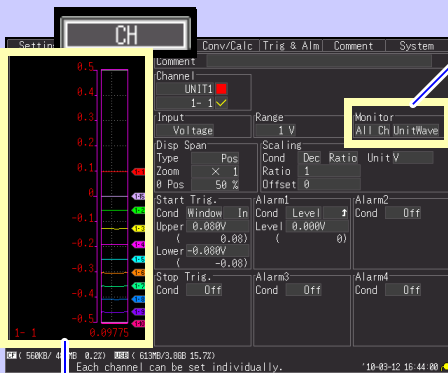 CH
Conv/Calc Trig & Alm Comment System
Comment
Channel
UNIT1
1- 1
Input Range Monitor
Voltage 1 V All Ch UnitWave
Disp Span Scaling
Type Pos Cond Dec Ratio Unit V
Zoom × 1 Ratio 1
0 Pos 50 % Offset 0
Start Trig. Alarm1 Alarm2
Cond Window In Cond Level Cond Off
Upper 0.080V Level 0.000V
( 0.08) ( 0)
Lower -0.080V
( -0.08)
Stop Trig. Alarm3 Alarm4
Cond Off Cond Off Cond Off
0.5
0.4
0.3
0.2
0.1
0
-0.1
-0.2
-0.3
-0.4
-0.5
1- 1 0.09775
CF ( 560KB/ MB 0.2%) USB ( 613MB/3.8GB 15.7%)
Each channel can be set individually. '10-03-12 16:44:00